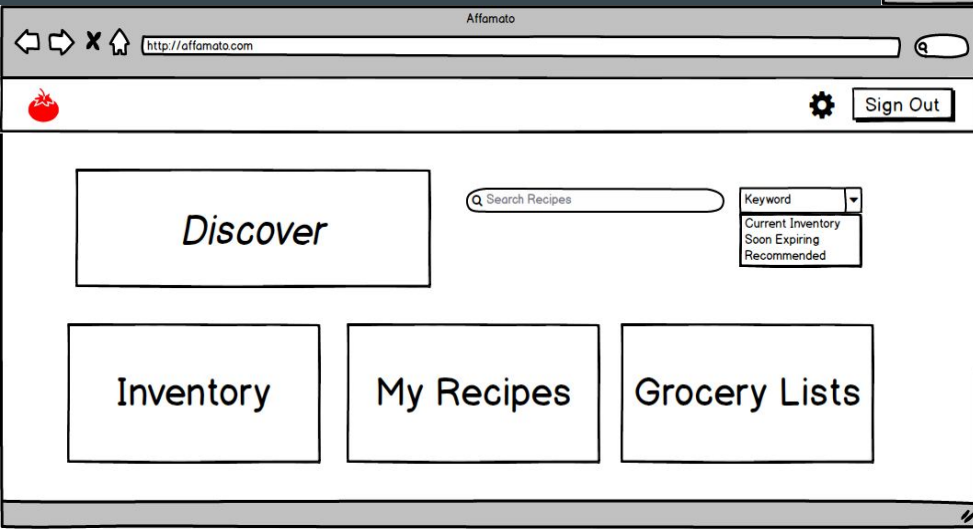 Affamato
http://affamato.com
Sign Out
Discover
Search Recipes
Keyword
Current Inventory
Soon Expiring
Recommended
Inventory
My Recipes
Grocery Lists